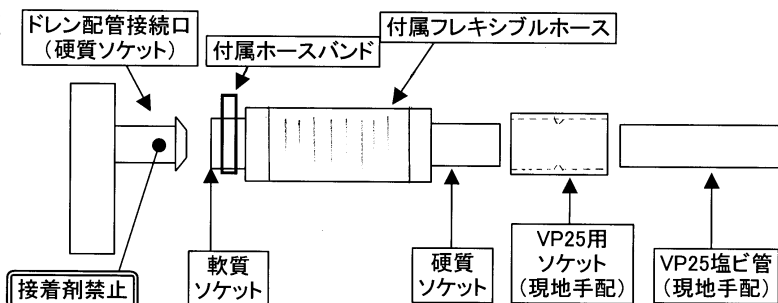 ドレン配管接続口
（硬質ソケット）
付属ホースバンド
付属フレキシブルホース
接着剤禁止
軟質
ソケット
硬質
ソケット
VP25用
ソケット
（現地手配）
VP25塩ビ管
（現地手配）